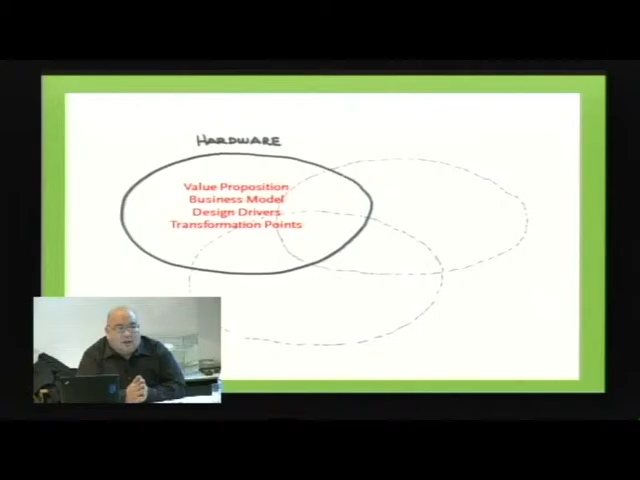 HARDWARE
Value Proposition
Business Model
Design Drivers
Transformation Points